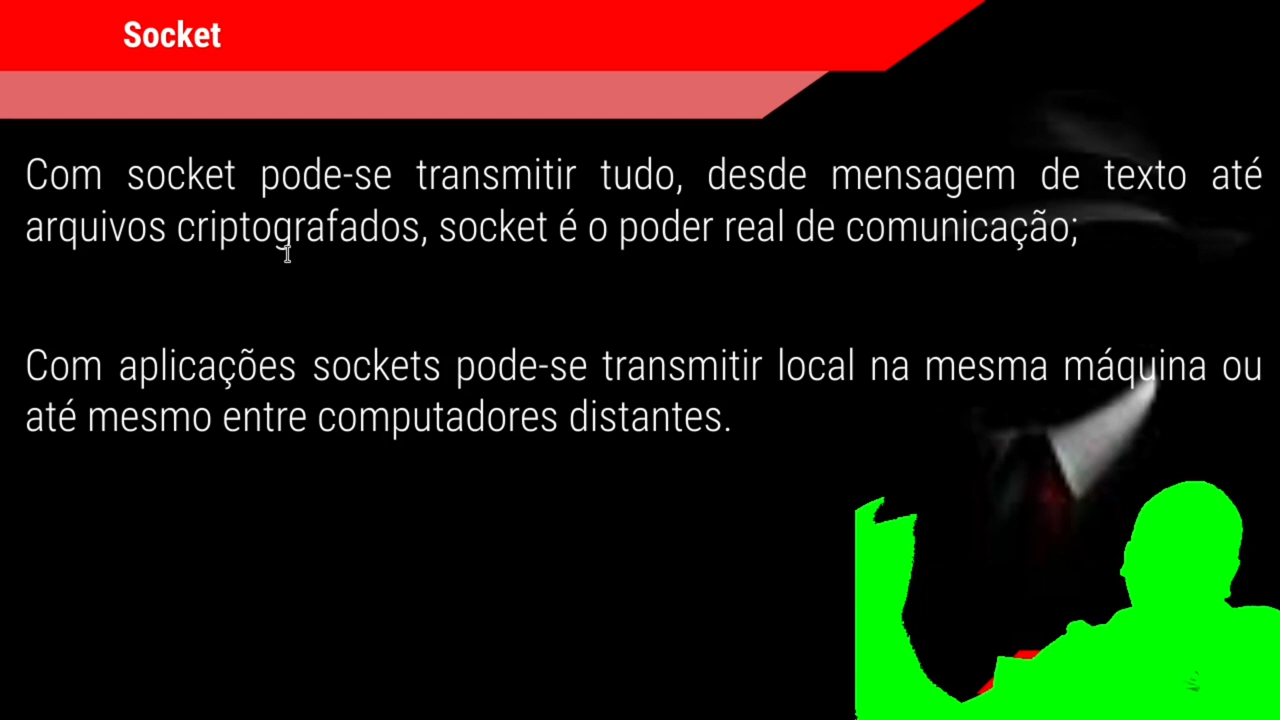 Socket
Com socket pode-se transmitir tudo, desde mensagem de texto até
arquivos criptografados, socket é o poder real de comunicação;
Com aplicações sockets pode-se transmitir local na mesma máquina ou
até mesmo entre computadores distantes.